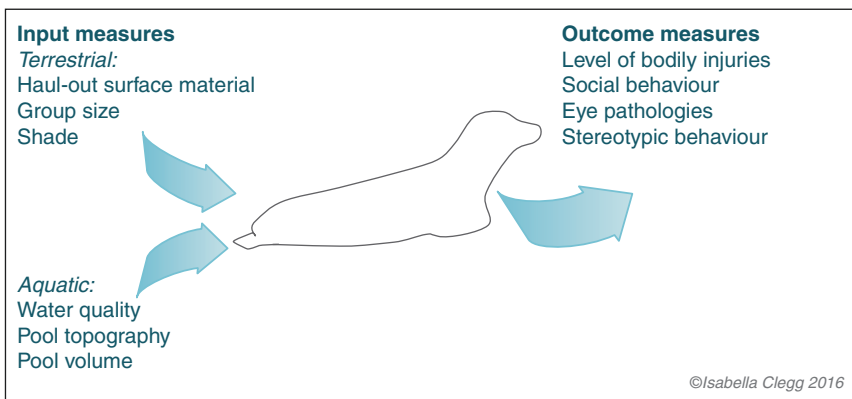 Input measures
Terrestrial:
Haul-out surface material
Group size
Shade
Aquatic:
Water quality
Pool topography
Pool volume
Outcome measures
Level of bodily injuries
Social behaviour
Eye pathologies
Stereotypic behaviour
©Isabella Clegg 2016